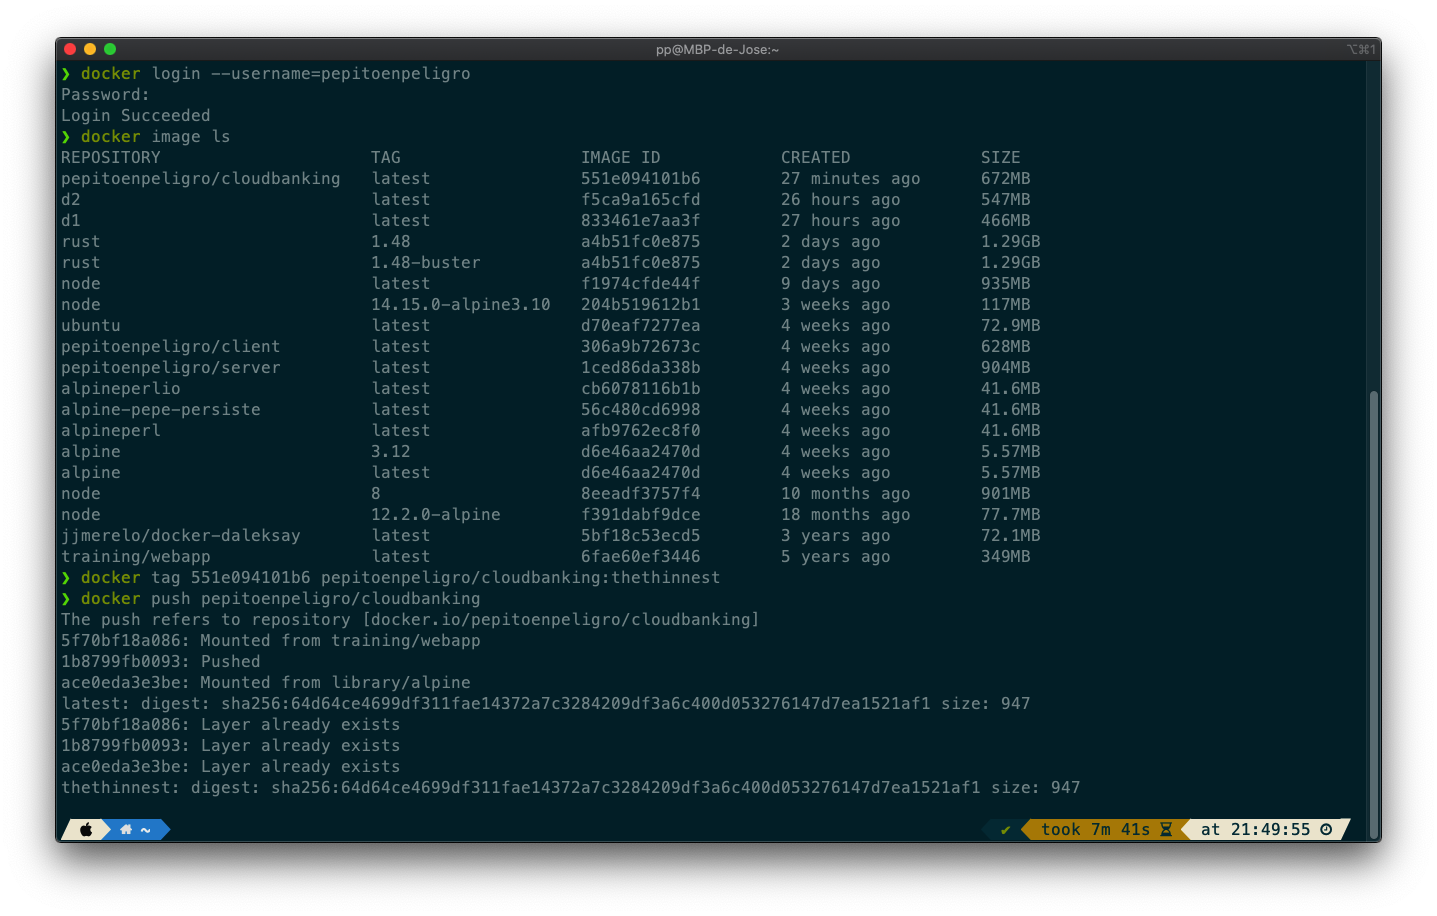 pp@MBP-de-Jose:~
⌥⌘1
❯ docker login --username=pepitoenpeligro
Password:
Login Succeeded
❯ docker image ls
REPOSITORY TAG IMAGE ID CREATED SIZE
pepitoenpeligro/cloudbanking latest 551e094101b6 27 minutes ago 672MB
d2 latest f5ca9a165cfd 26 hours ago 547MB
d1 latest 833461e7aa3f 27 hours ago 466MB
rust 1.48 a4b51fc0e875 2 days ago 1.29GB
rust 1.48-buster a4b51fc0e875 2 days ago 1.29GB
node latest f1974cfde44f 9 days ago 935MB
node 14.15.0-alpine3.10 204b519612b1 3 weeks ago 117MB
ubuntu latest d70eaf7277ea 4 weeks ago 72.9MB
pepitoenpeligro/client latest 306a9b72673c 4 weeks ago 628MB
pepitoenpeligro/server latest 1ced86da338b 4 weeks ago 904MB
alpineperlio latest cb6078116b1b 4 weeks ago 41.6MB
alpine-pepe-persiste latest 56c480cd6998 4 weeks ago 41.6MB
alpineperl latest afb9762ec8f0 4 weeks ago 41.6MB
alpine 3.12 d6e46aa2470d 4 weeks ago 5.57MB
alpine latest d6e46aa2470d 4 weeks ago 5.57MB
node 8 8eeadf3757f4 10 months ago 901MB
node 12.2.0-alpine f391dabf9dce 18 months ago 77.7MB
jjmerelo/docker-daleksay latest 5bf18c53ecd5 3 years ago 72.1MB
training/webapp latest 6fae60ef3446 5 years ago 349MB
❯ docker tag 551e094101b6 pepitoenpeligro/cloudbanking:thethinnest
❯ docker push pepitoenpeligro/cloudbanking
The push refers to repository [docker.io/pepitoenpeligro/cloudbanking]
5f70bf18a086: Mounted from training/webapp
1b8799fb0093: Pushed
ace0eda3e3be: Mounted from library/alpine
latest: digest: sha256:64d64ce4699df311fae14372a7c3284209df3a6c400d053276147d7ea1521af1 size: 947
5f70bf18a086: Layer already exists
1b8799fb0093: Layer already exists
ace0eda3e3be: Layer already exists
thethinnest: digest: sha256:64d64ce4699df311fae14372a7c3284209df3a6c400d053276147d7ea1521af1 size: 947
~ ✔ took 7m 41s at 21:49:55